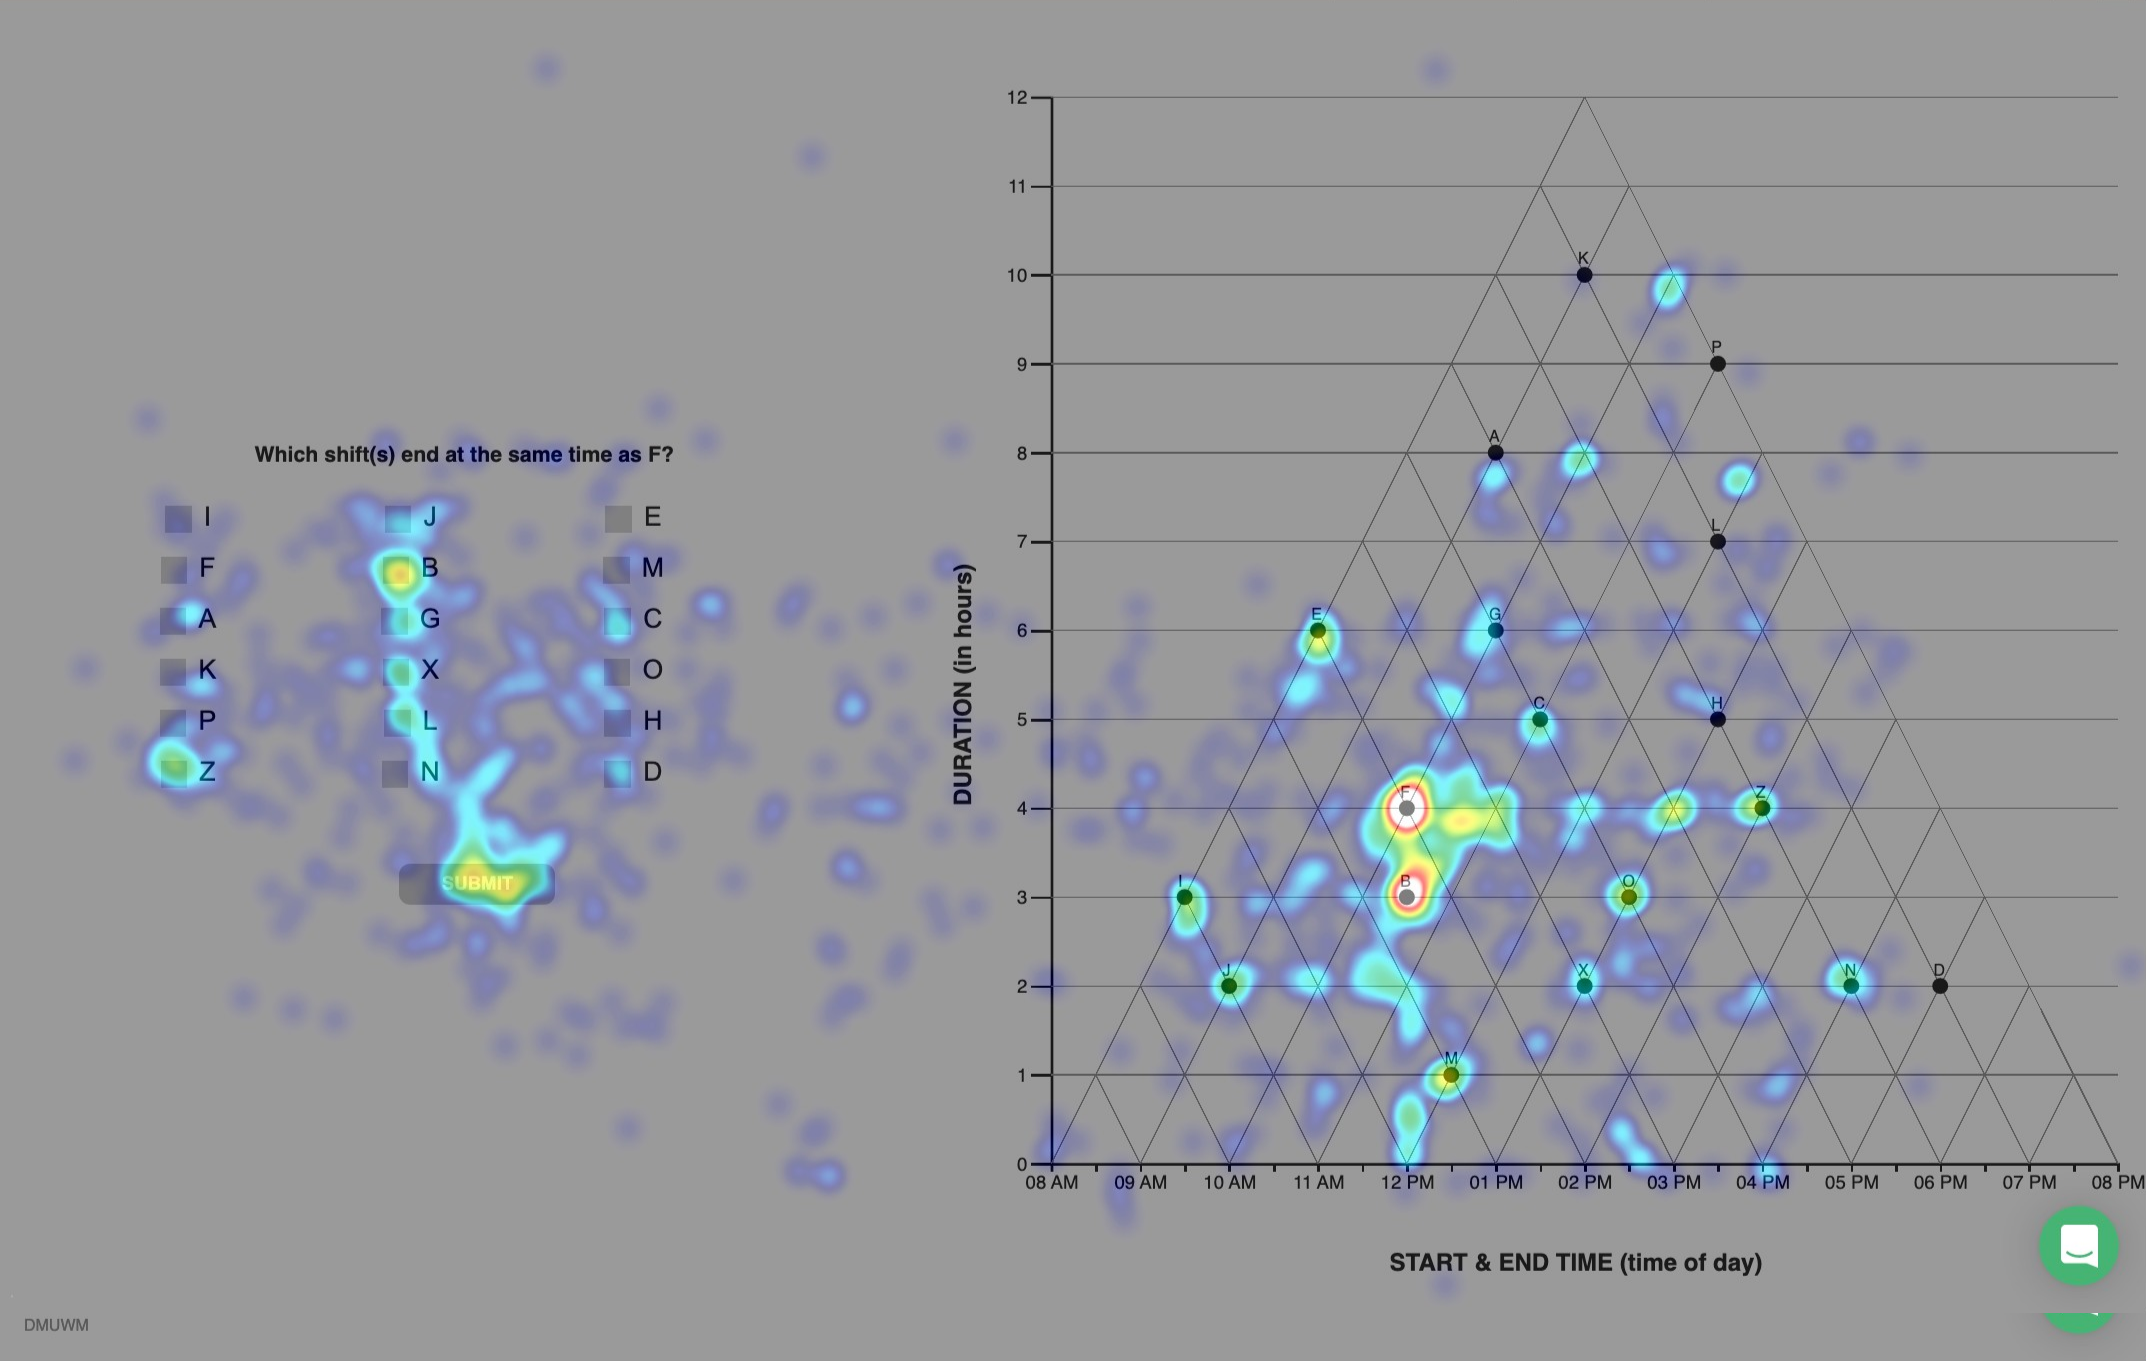 Which shift(s) end at the same time as F?
I J E
F B M
A G C
K X O
P L H
Z N D
SUBMIT
12
11
10
9
8
7
6
5
4
3
2
1
0
DURATION (in hours)
K
P
A
L
E G
C H
F Z
I B O
J X N D
M
08 AM 09 AM 10 AM 11 AM 12 PM 01 PM 02 PM 03 PM 04 PM 05 PM 06 PM 07 PM 08 PM
START & END TIME (time of day)
DMUWM